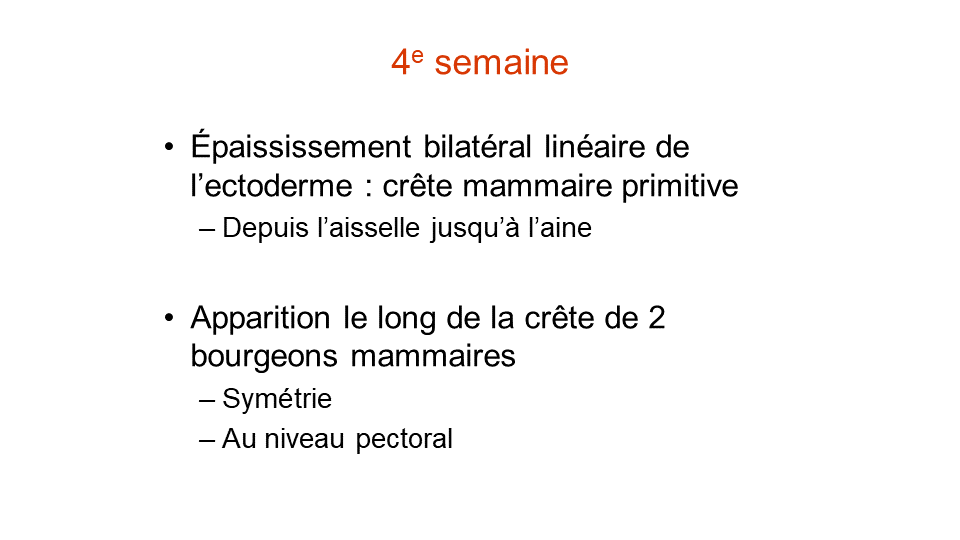 4e semaine
• Épaississement bilatéral linéaire de
l’ectoderme : crête mammaire primitive
– Depuis l’aisselle jusqu’à l’aine
• Apparition le long de la crête de 2
bourgeons mammaires
– Symétrie
– Au niveau pectoral